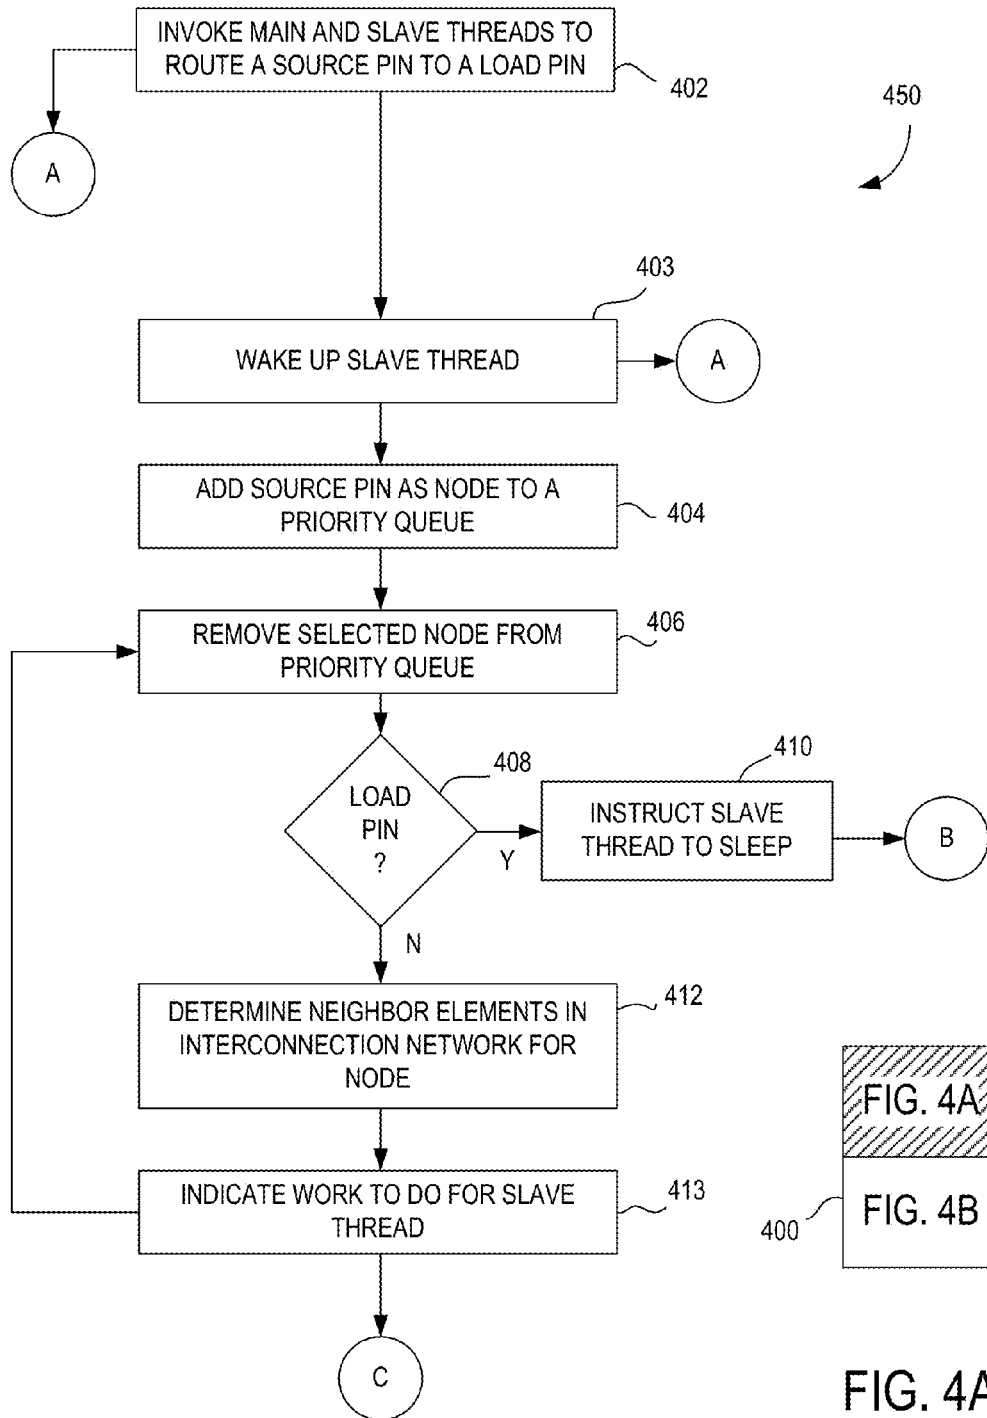 INVOKE MAIN AND SLAVE THREADS TO
ROUTE A SOURCE PIN TO A LOAD PIN
402
450
A
403
WAKE UP SLAVE THREAD
A
ADD SOURCE PIN AS NODE TO A
PRIORITY QUEUE
404
REMOVE SELECTED NODE FROM
PRIORITY QUEUE
406
408
LOAD
PIN
?
Y
410
INSTRUCT SLAVE
THREAD TO SLEEP
B
N
DETERMINE NEIGHBOR ELEMENTS IN
INTERCONNECTION NETWORK FOR
NODE
412
INDICATE WORK TO DO FOR SLAVE
THREAD
413
C
FIG. 4A
FIG. 4B
400
FIG. 4A